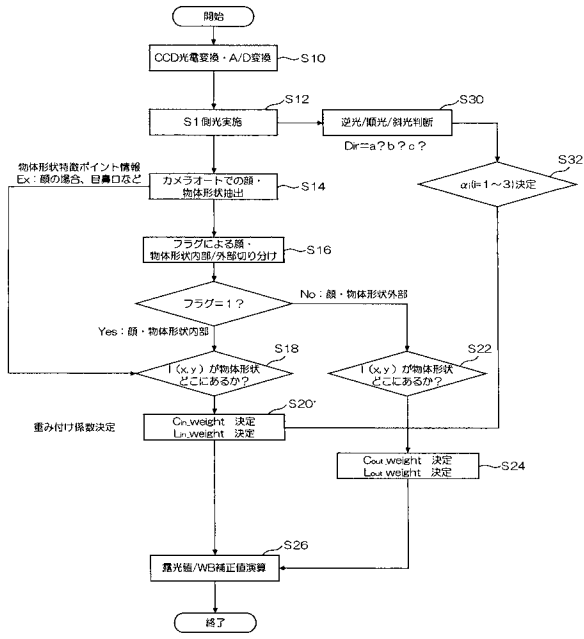 開始
CCD光電変換・A/D変換
S10
S1側光実施
S12
逆光/順光/斜光判断
S30
Dir=a?b?c?
αi(i=1～3)決定
S32
物体形状特徴ポイント情報
Ex：顔の場合、目鼻口など
カメラオートでの顔・
物体形状抽出
S14
フラグによる顔・
物体形状内部/外部切り分け
S16
フラグ=1？
No：顔・物体形状外部
Yes：顔・物体形状内部
I(x,y)が物体形状
どこにあるか？
S18
I(x,y)が物体形状
どこにあるか？
S22
重み付け係数決定
Cin_weight 決定
Lin_weight 決定
S20'
Cout_weight 決定
Lout_weight 決定
S24
露光値/WB補正値演算
S26
終了